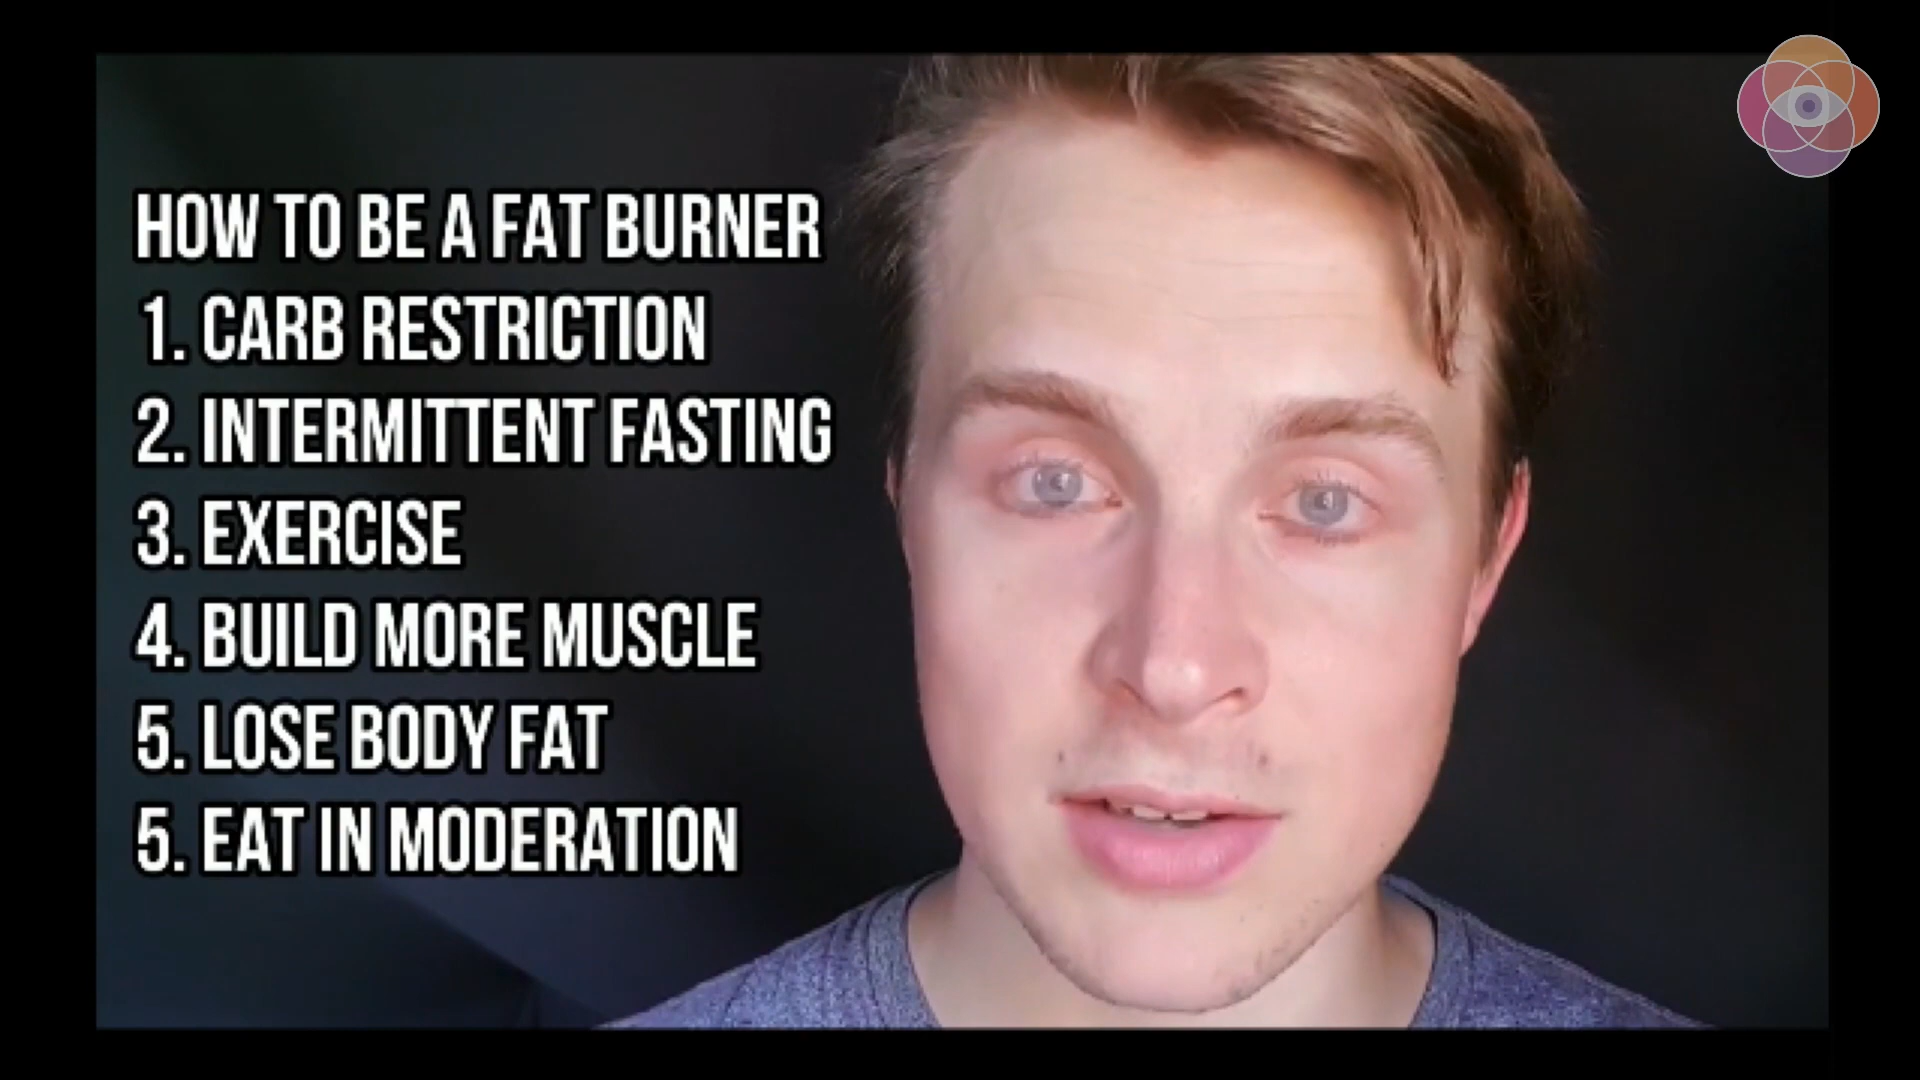 HOW TO BE A FAT BURNER
1. CARB RESTRICTION
2. INTERMITTENT FASTING
3. EXERCISE
4. BUILD MORE MUSCLE
5. LOSE BODY FAT
5. EAT IN MODERATION